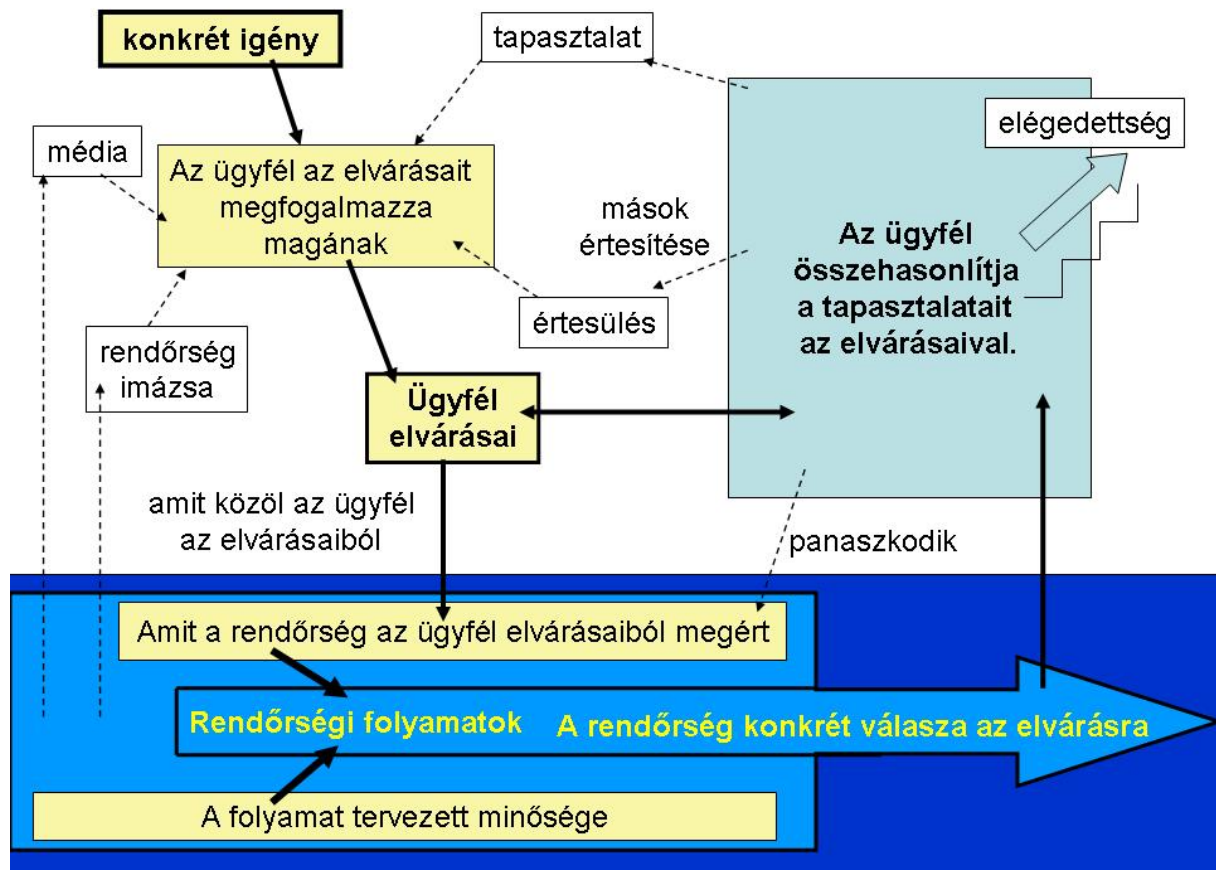 konkrét igény
tapasztalat
elégedettség
média
Az ügyfél az elvárásait
megfogalmazza
magának
mások
értesítése
Az ügyfél
összehasonlítja
a tapasztalatait
az elvárásaival.
értesülés
rendőrség
imázsa
Ügyfél
elvárásai
amit közöl az ügyfél
az elvárásaiból
panaszkodik
Amit a rendőrség az ügyfél elvárásaiból megért
Rendőrségi folyamatok
A rendőrség konkrét válasza az elvárásra
A folyamat tervezett minősége